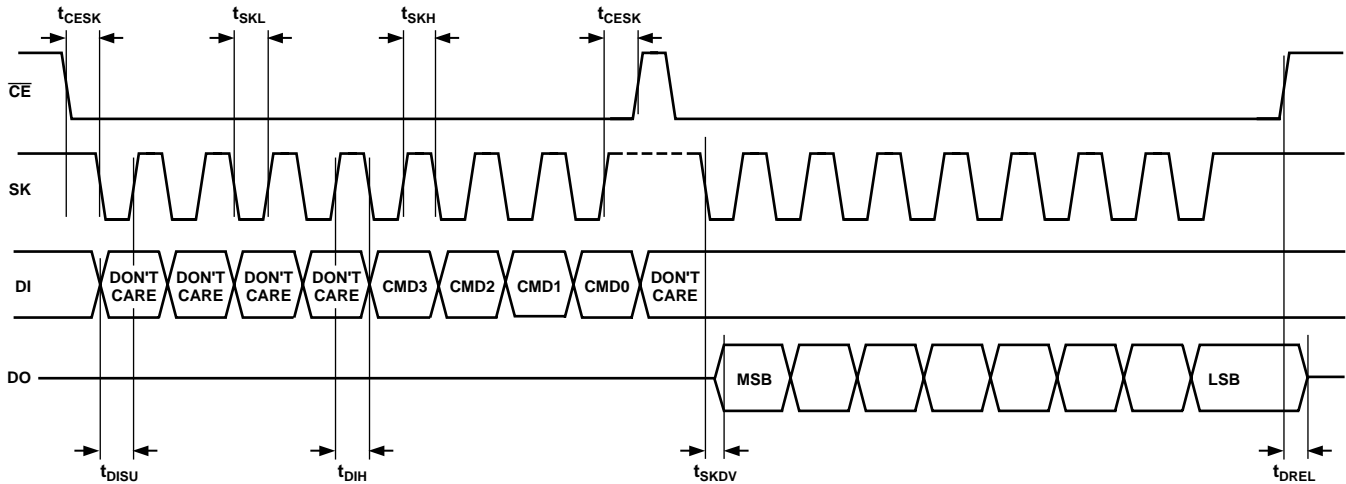 tCESK tSKL tSKH tCESK
CE
SK
DI
DON'T CARE
DON'T CARE
DON'T CARE
DON'T CARE
CMD3
CMD2
CMD1
CMD0
DON'T CARE
DO
MSB
LSB
tDISU tDIH tSKDV tDREL